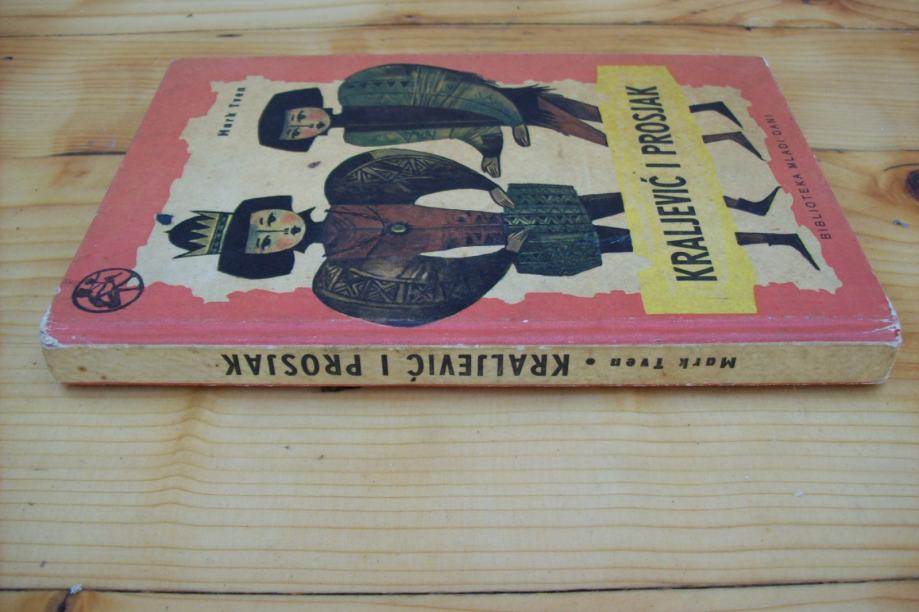 Mark Tven
KRALJEVIĆ I PROSJAK
BIBLIOTEKA MLADI DANI
Mark Tven • KRALJEVIĆ I PROSJAK